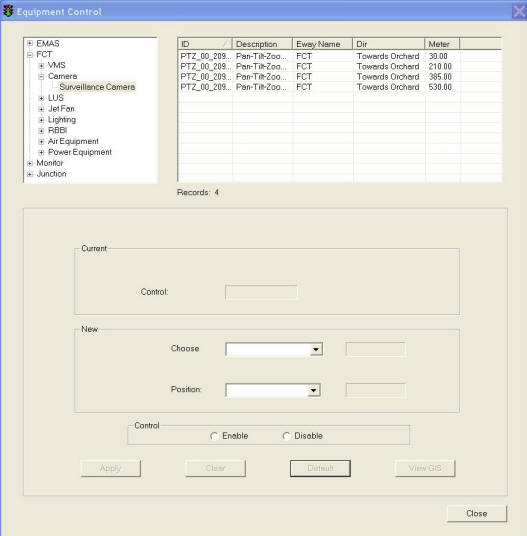 Equipment Control
EMAS
FCT
VMS
Camera
Surveillance Camera
LUS
Jet Fan
Lighting
RBBI
Air Equipment
Power Equipment
Monitor
Junction
ID Description Eway Name Dir Meter
PTZ_00_209... Pan-Tilt-Zoo... FCT Towards Orchard 30.00
PTZ_00_209... Pan-Tilt-Zoo... FCT Towards Orchard 210.00
PTZ_00_209... Pan-Tilt-Zoo... FCT Towards Orchard 385.00
PTZ_00_209... Pan-Tilt-Zoo... FCT Towards Orchard 530.00
Records: 4
Current
Control:
New
Choose
Position:
Control
Enable Disable
Apply Clear Default View GIS
Close